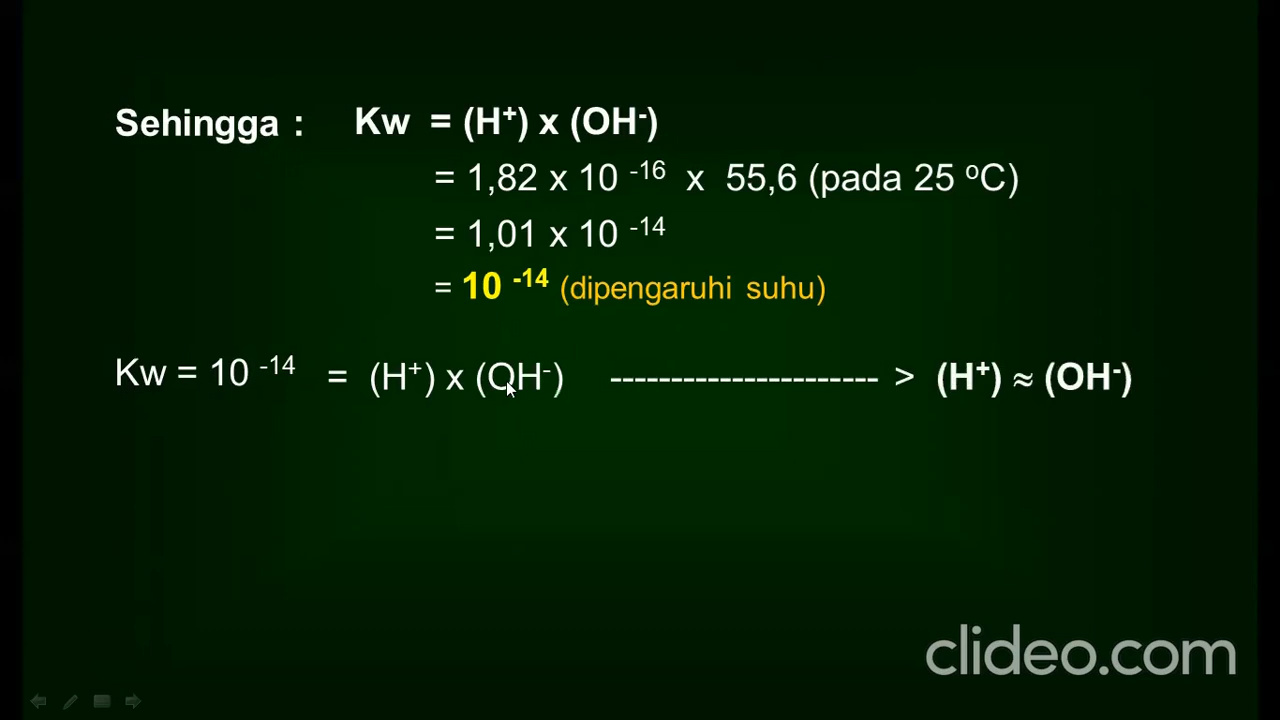 Sehingga : Kw = (H⁺) x (OH⁻)
= 1,82 x 10 ⁻¹⁶ x 55,6 (pada 25 ᵒC)
= 1,01 x 10 ⁻¹⁴
= 10 ⁻¹⁴ (dipengaruhi suhu)
Kw = 10 ⁻¹⁴ = (H⁺) x (OH⁻) ---------------------- > (H⁺) ≈ (OH⁻)
clideo.com